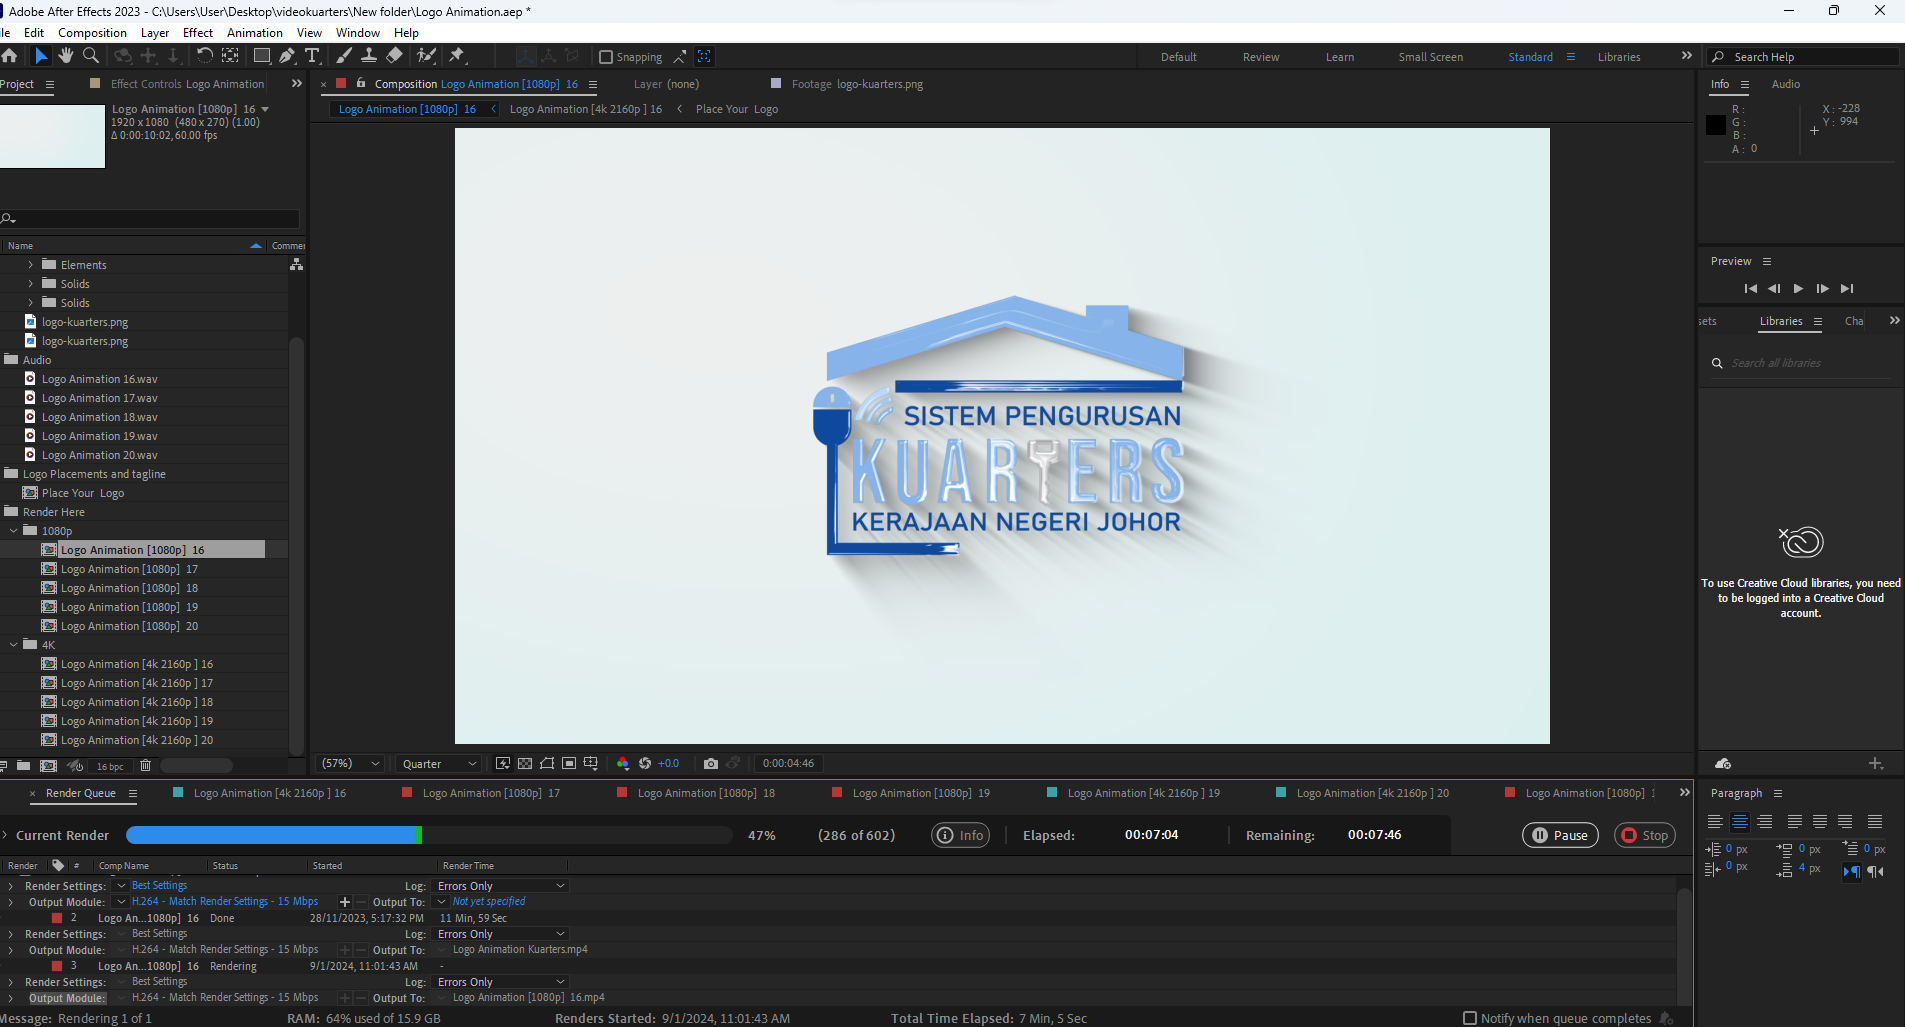 Adobe After Effects 2023 - C:\Users\User\Desktop\videokuarters\New folder\Logo Animation.aep *
Edit Composition Layer Effect Animation View Window Help
Snapping
Default Review Learn Small Screen Standard Libraries
Search Help
Project
Effect Controls Logo Animation
Composition Logo Animation [1080p] 16
Layer (none)
Footage logo-kuarters.png
Info
Audio
Logo Animation [1080p] 16
1920 x 1080 (480 x 270) (1.00)
Δ 0:00:10:02, 60.00 fps
Logo Animation [1080p] 16
Logo Animation [4k 2160p ] 16
Place Your Logo
R :
G :
B :
A : 0
X : -228
Y : 994
Name
Comme
Elements
Solids
Solids
logo-kuarters.png
logo-kuarters.png
Audio
Logo Animation 16.wav
Logo Animation 17.wav
Logo Animation 18.wav
Logo Animation 19.wav
Logo Animation 20.wav
Logo Placements and tagline
Place Your Logo
Render Here
1080p
Logo Animation [1080p] 16
Logo Animation [1080p] 17
Logo Animation [1080p] 18
Logo Animation [1080p] 19
Logo Animation [1080p] 20
4K
Logo Animation [4k 2160p ] 16
Logo Animation [4k 2160p ] 17
Logo Animation [4k 2160p ] 18
Logo Animation [4k 2160p ] 19
Logo Animation [4k 2160p ] 20
16 bpc
SISTEM PENGURUSAN
KUARTERS
KERAJAAN NEGERI JOHOR
(57%)
Quarter
+0.0
0:00:04:46
Preview
sets
Libraries
Cha
Search all libraries
To use Creative Cloud libraries, you need
to be logged into a Creative Cloud
account.
Render Queue
Logo Animation [4k 2160p ] 16
Logo Animation [1080p] 17
Logo Animation [1080p] 18
Logo Animation [1080p] 19
Logo Animation [4k 2160p ] 19
Logo Animation [4k 2160p ] 20
Logo Animation [1080p]
Current Render
47%
(286 of 602)
Info
Elapsed: 00:07:04
Remaining: 00:07:46
Pause
Stop
Render # Comp Name Status Started Render Time
Render Settings: Best Settings Log: Errors Only
Output Module: H.264 - Match Render Settings - 15 Mbps + Output To: Not yet specified
2 Logo An...1080p] 16 Done 28/11/2023, 5:17:32 PM 11 Min, 59 Sec
Render Settings: Best Settings Log: Errors Only
Output Module: H.264 - Match Render Settings - 15 Mbps + − Output To: Logo Animation Kuarters.mp4
3 Logo An...1080p] 16 Rendering 9/1/2024, 11:01:43 AM -
Render Settings: Best Settings Log: Errors Only
Output Module: H.264 - Match Render Settings - 15 Mbps + − Output To: Logo Animation [1080p] 16.mp4
Message: Rendering 1 of 1
RAM: 64% used of 15.9 GB
Renders Started: 9/1/2024, 11:01:43 AM
Total Time Elapsed: 7 Min, 5 Sec
Notify when queue completes
Paragraph
0 px 0 px 0 px
0 px 4 px